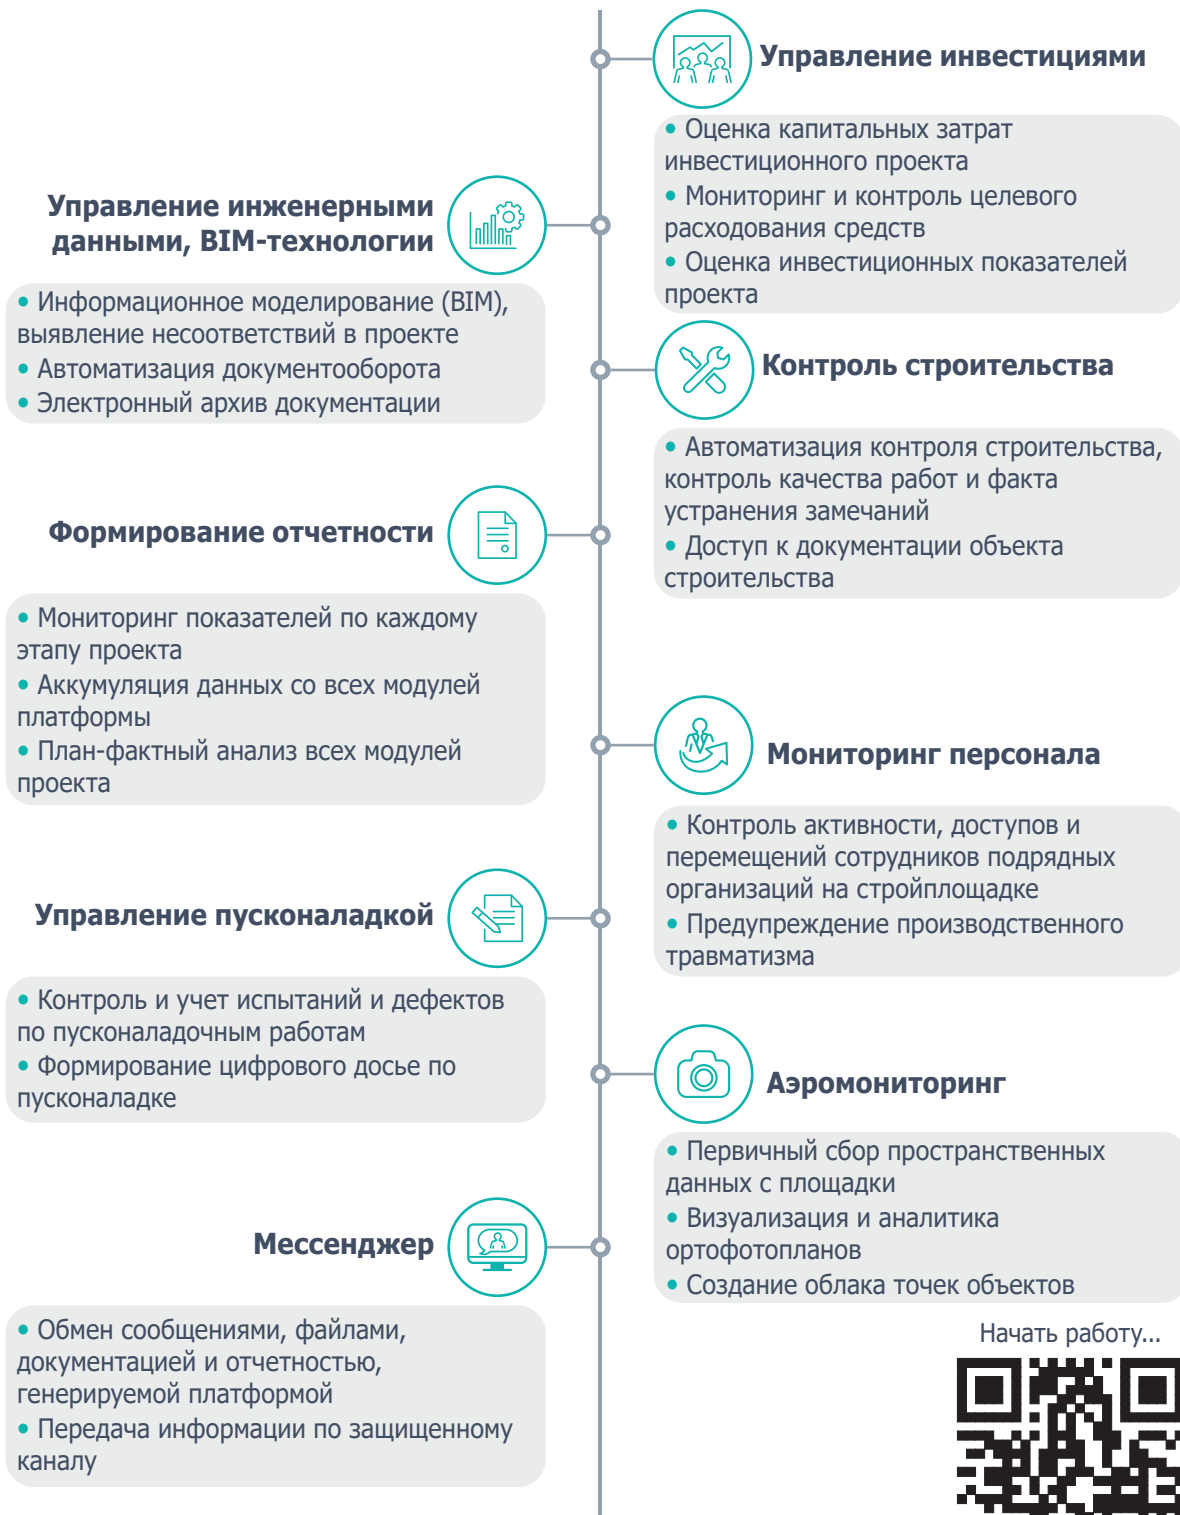 Управление инвестициями
• Оценка капитальных затрат
инвестиционного проекта
• Мониторинг и контроль целевого
расходования средств
• Оценка инвестиционных показателей
проекта
Управление инженерными
данными, BIM-технологии
• Информационное моделирование (BIM),
выявление несоответствий в проекте
• Автоматизация документооборота
• Электронный архив документации
Контроль строительства
• Автоматизация контроля строительства,
контроль качества работ и факта
устранения замечаний
• Доступ к документации объекта
строительства
Формирование отчетности
• Мониторинг показателей по каждому
этапу проекта
• Аккумуляция данных со всех модулей
платформы
• План-фактный анализ всех модулей
проекта
Мониторинг персонала
• Контроль активности, доступов и
перемещений сотрудников подрядных
организаций на стройплощадке
• Предупреждение производственного
травматизма
Управление пусконаладкой
• Контроль и учет испытаний и дефектов
по пусконаладочным работам
• Формирование цифрового досье по
пусконаладке
Аэромониторинг
• Первичный сбор пространственных
данных с площадки
• Визуализация и аналитика
ортофотопланов
• Создание облака точек объектов
Мессенджер
• Обмен сообщениями, файлами,
документацией и отчетностью,
генерируемой платформой
• Передача информации по защищенному
каналу
Начать работу...